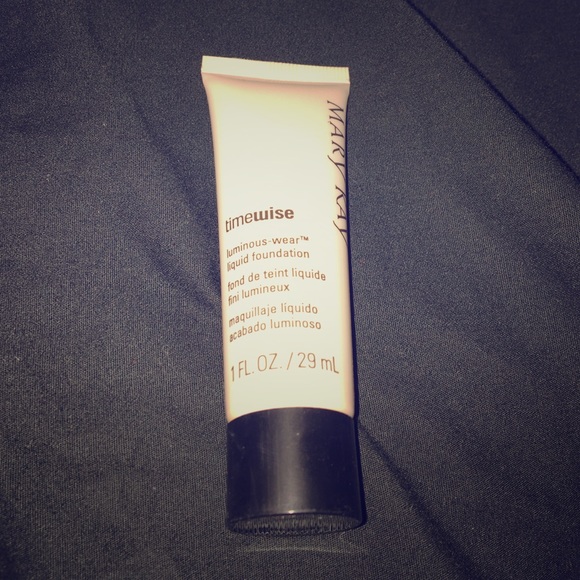 MARY KAY
timewise
luminous-wear™
liquid foundation
fond de teint liquide
fini lumineux
maquillaje líquido
acabado luminoso
1 FL. OZ. / 29 mL